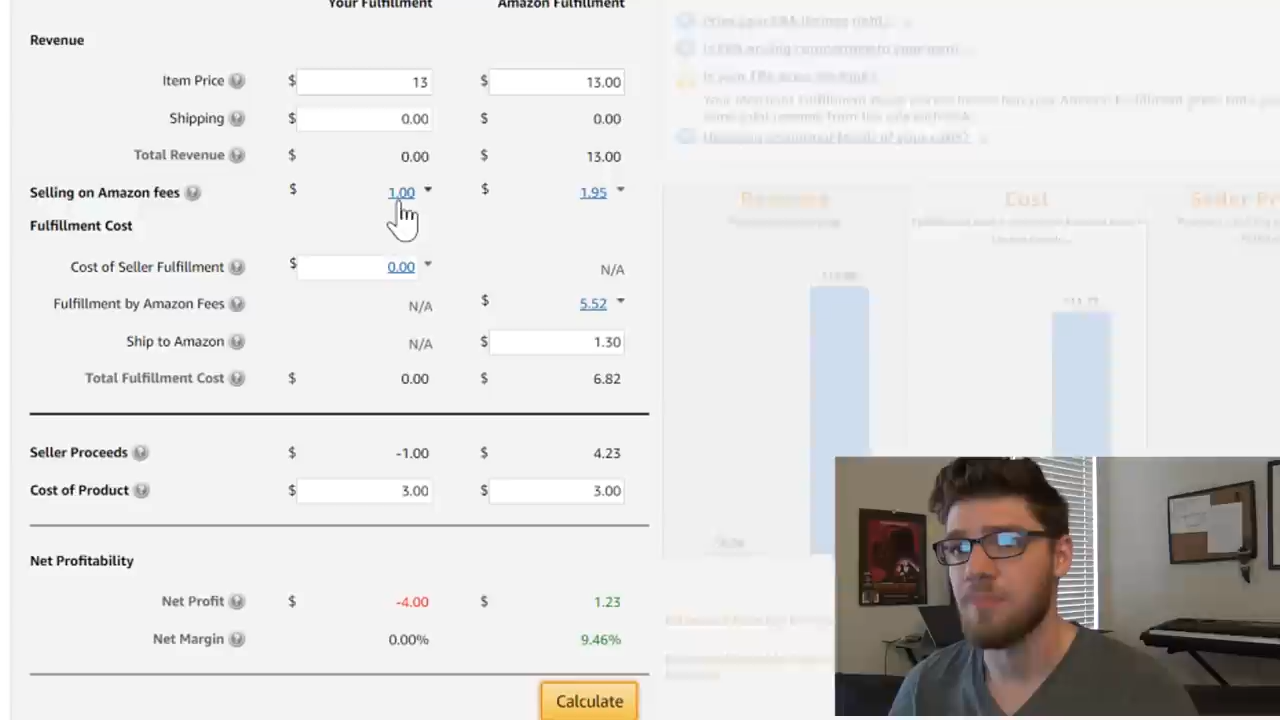 Your Fulfillment Amazon Fulfillment
Revenue
Item Price $ 13 $ 13.00
Shipping $ 0.00 $ 0.00
Total Revenue $ 0.00 $ 13.00
Selling on Amazon fees $ 1.00 $ 1.95
Fulfillment Cost
Cost of Seller Fulfillment $ 0.00 N/A
Fulfillment by Amazon Fees N/A $ 5.52
Ship to Amazon N/A $ 1.30
Total Fulfillment Cost $ 0.00 $ 6.82
Seller Proceeds $ -1.00 $ 4.23
Cost of Product $ 3.00 $ 3.00
Net Profitability
Net Profit $ -4.00 $ 1.23
Net Margin 0.00% 9.46%
Calculate
Revenue Cost